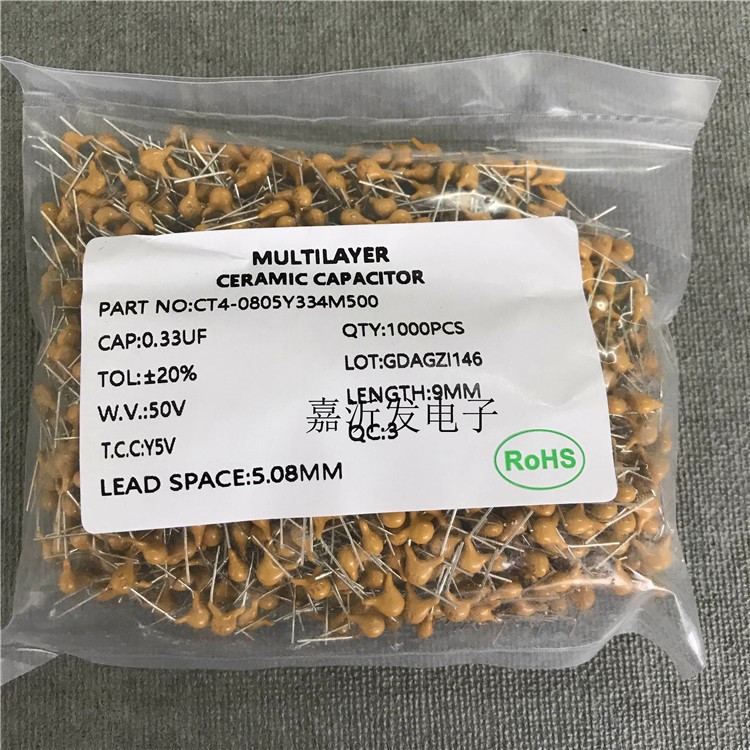 MULTILAYER
CERAMIC CAPACITOR
PART NO:CT4-0805Y334M500
CAP:0.33UF
QTY:1000PCS
TOL:±20%
LOT:GDAGZI146
W.V.:50V
LENGTH:9MM
嘉沂发电子
T.C.C:Y5V
QC:3
LEAD SPACE:5.08MM
RoHS